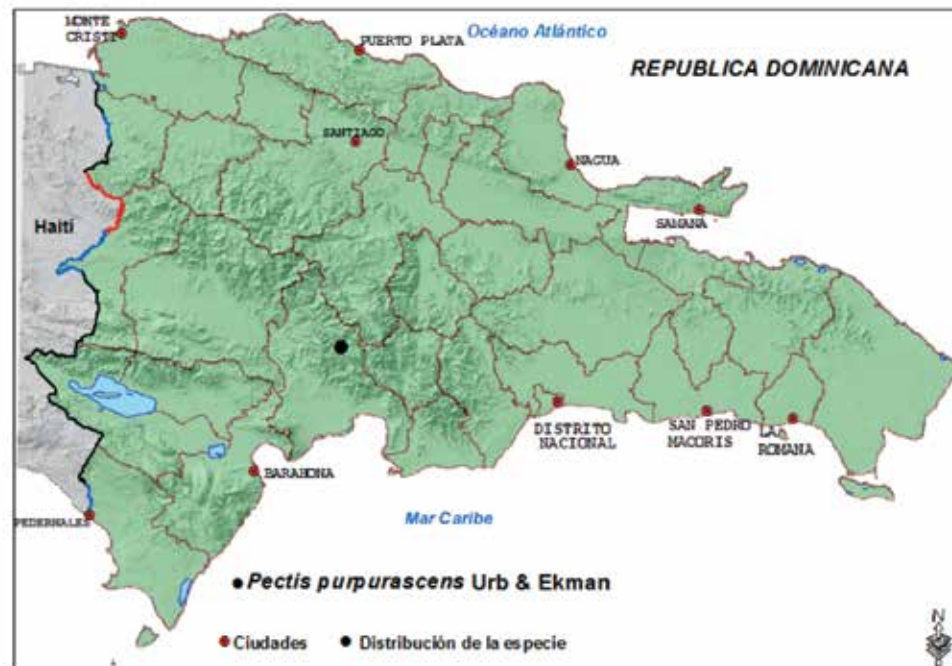 MONTE
CRISTI
PUERTO PLATA
Océano Atlántico
REPUBLICA DOMINICANA
SANTIAGO
NAGUA
SAMANA
Haití
DISTRITO
NACIONAL
SAN PEDRO
MACORIS
LA
ROMANA
BARAHONA
PEDERNALES
Mar Caribe
Pectis purpurascens Urb & Ekman
Ciudades
Distribución de la especie
N